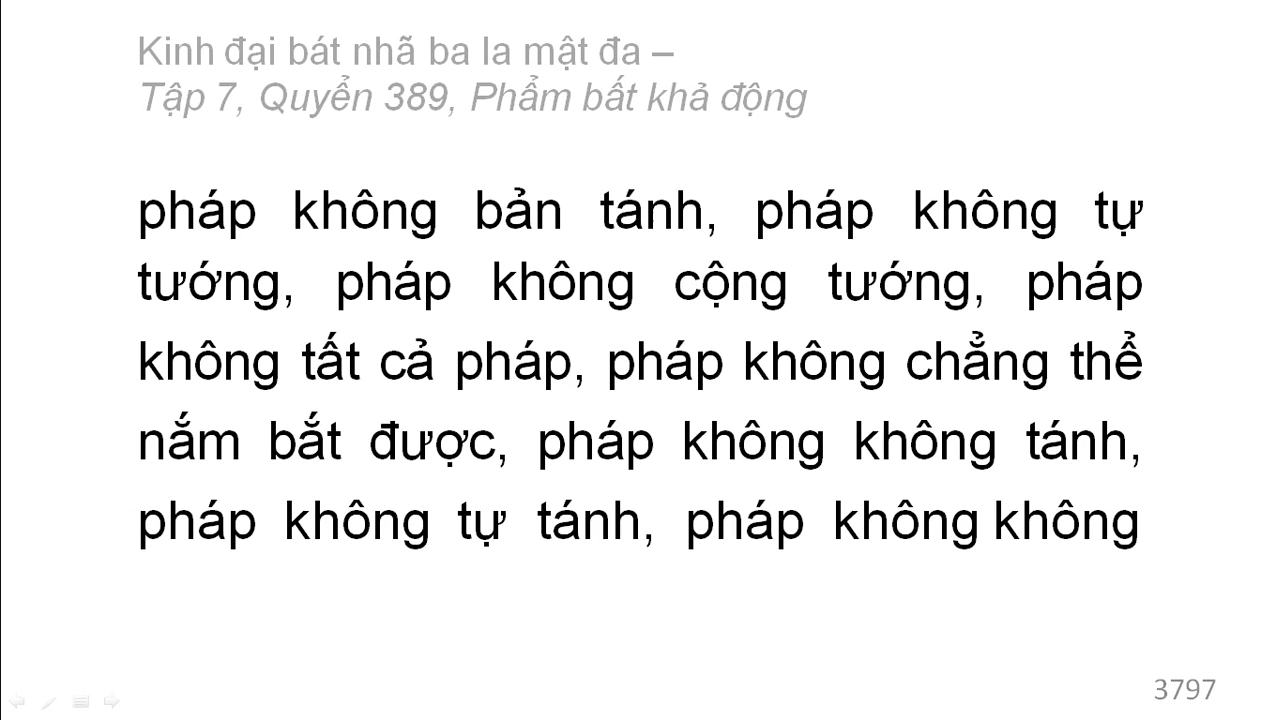 Kinh đại bát nhã ba la mật đa –
Tập 7, Quyển 389, Phẩm bất khả động
pháp không bản tánh, pháp không tự
tướng, pháp không cộng tướng, pháp
không tất cả pháp, pháp không chẳng thể
nắm bắt được, pháp không không tánh,
pháp không tự tánh, pháp không không
3797